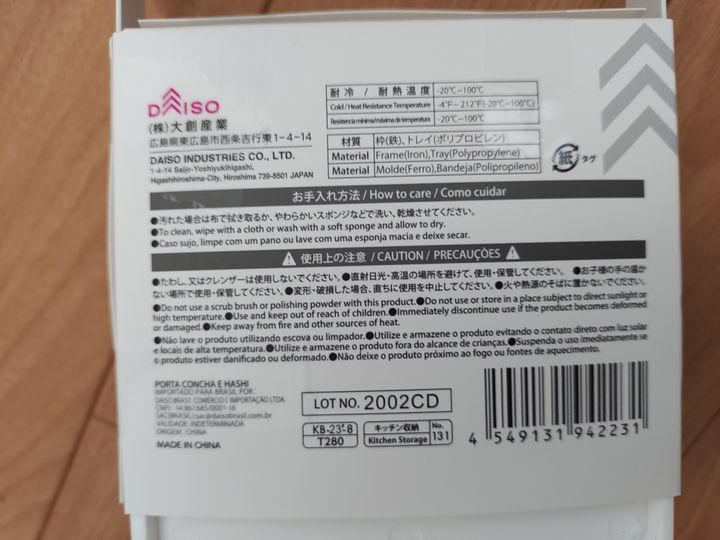 DAISO
(株)大創産業
広島県東広島市西条吉行東1-4-14
DAISO INDUSTRIES CO., LTD.
1-4-14 Saijo-Yoshiyukihigashi,
Higashihiroshima-City, Hiroshima 739-8501 JAPAN
耐冷/耐熱温度 -20℃~100℃
Cold / Heat Resistance Temperature -4°F~ 212°F(-20℃~100℃)
Resistencia mínima/máxima de temperatura -20℃~100℃
材質 枠(鉄)、トレイ(ポリプロピレン)
Material Frame(Iron),Tray(Polypropylene)
Material Molde(Ferro),Bandeja(Polipropileno)
紙 タグ
お手入れ方法 / How to care / Como cuidar
●汚れた場合は布で拭き取るか、やわらかいスポンジなどで洗い、乾燥させてください。
●To clean, wipe with a cloth or wash with a soft sponge and allow to dry.
●Caso sujo, limpe com um pano ou lave com uma esponja macia e deixe secar.
使用上の注意 / CAUTION / PRECAUÇÕES
●たわし、又はクレンザーは使用しないでください。●直射日光・高温の場所を避けて、使用・保管してください。●お子様の手の届か
ない場所で使用・保管してください。●変形・破損した場合、直ちに使用を中止してください。●火や熱源のそばに置かないでください。
●Do not use a scrub brush or polishing powder with this product.●Do not use or store in a place subject to direct sunlight or
high temperature.●Use and keep out of reach of children.●Immediately discontinue use if the product becomes deformed
or damaged.●Keep away from fire and other sources of heat.
●Não lave o produto utilizando escova ou limpador.●Utilize e armazene o produto evitando o contato direto com luz solar
e locais de alta temperatura.●Utilize e armazene o produto fora do alcance de crianças.●Suspenda o uso imediatamente se
o produto estiver danificado ou deformado.●Não deixe o produto próximo ao fogo ou fontes de aquecimento.
PORTA CONCHA E HASHI
IMPORTADO PARA BRASIL POR:
DAISO BRASIL COMÉRCIO E IMPORTAÇÃO LTDA.
CNPJ : 14.967.685/0001-16
SAC(BRASIL):sac@daisobrasil.com.br
VALIDADE: INDETERMINADA
ORIGEM : CHINA
MADE IN CHINA
LOT NO. 2002CD
KB-23-8
T280
キッチン収納
Kitchen Storage
No.
131
4 549131 942231